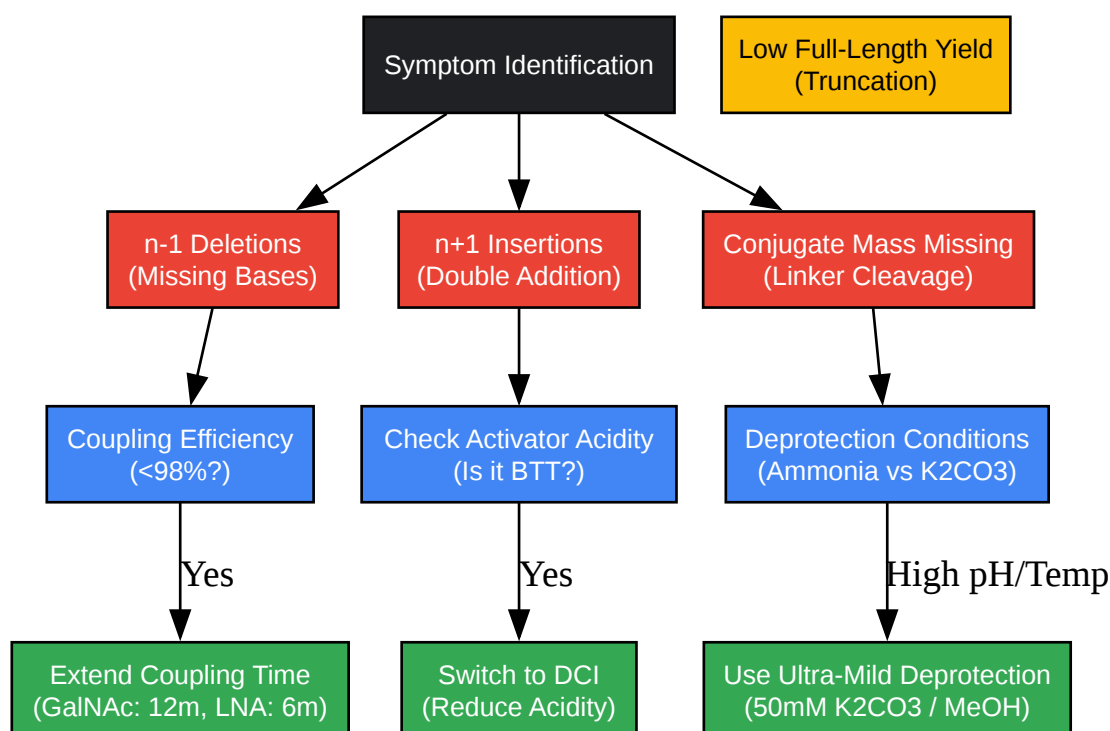 Symptom Identification
Low Full-Length Yield
(Truncation)
n-1 Deletions
(Missing Bases)
n+1 Insertions
(Double Addition)
Conjugate Mass Missing
(Linker Cleavage)
Coupling Efficiency
(<98%?)
Check Activator Acidity
(Is it BTT?)
Deprotection Conditions
(Ammonia vs K2CO3)
Yes
Yes
High pH/Temp
Extend Coupling Time
(GalNAc: 12m, LNA: 6m)
Switch to DCI
(Reduce Acidity)
Use Ultra-Mild Deprotection
(50mM K2CO3 / MeOH)